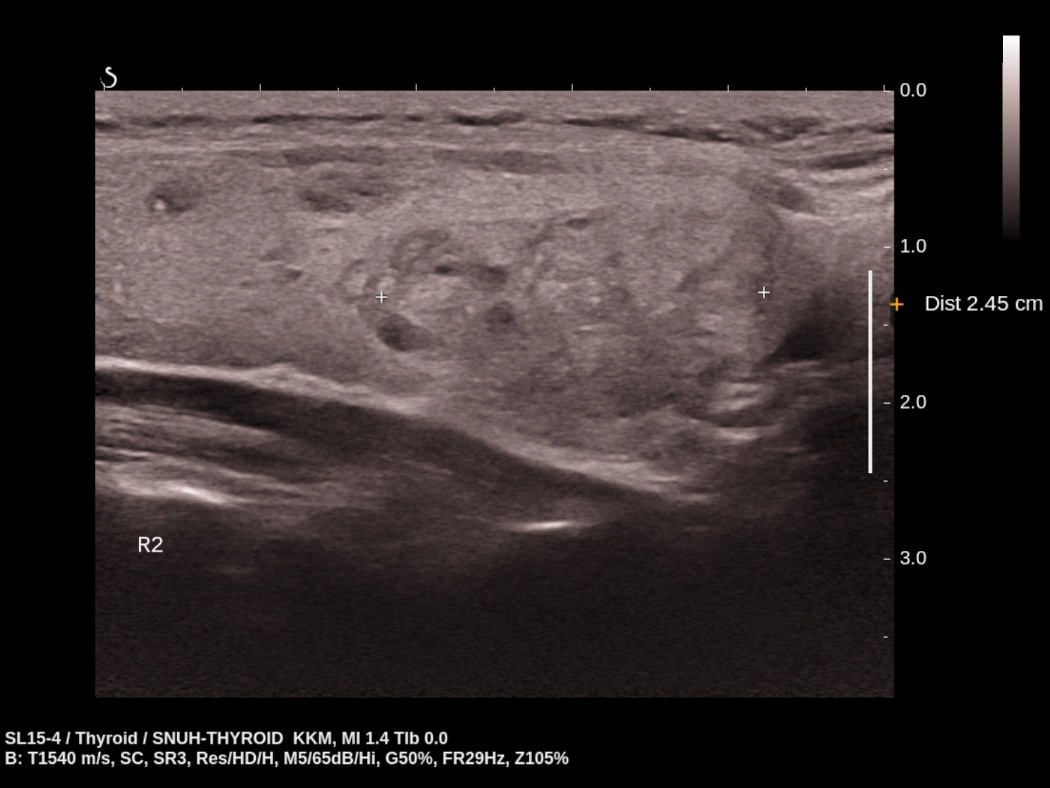 0.0
1.0
Dist 2.45 cm
2.0
R2
3.0
SL15-4 / Thyroid / SNUH-THYROID KKM, MI 1.4 TIb 0.0
B: T1540 m/s, SC, SR3, Res/HD/H, M5/65dB/Hi, G50%, FR29Hz, Z105%